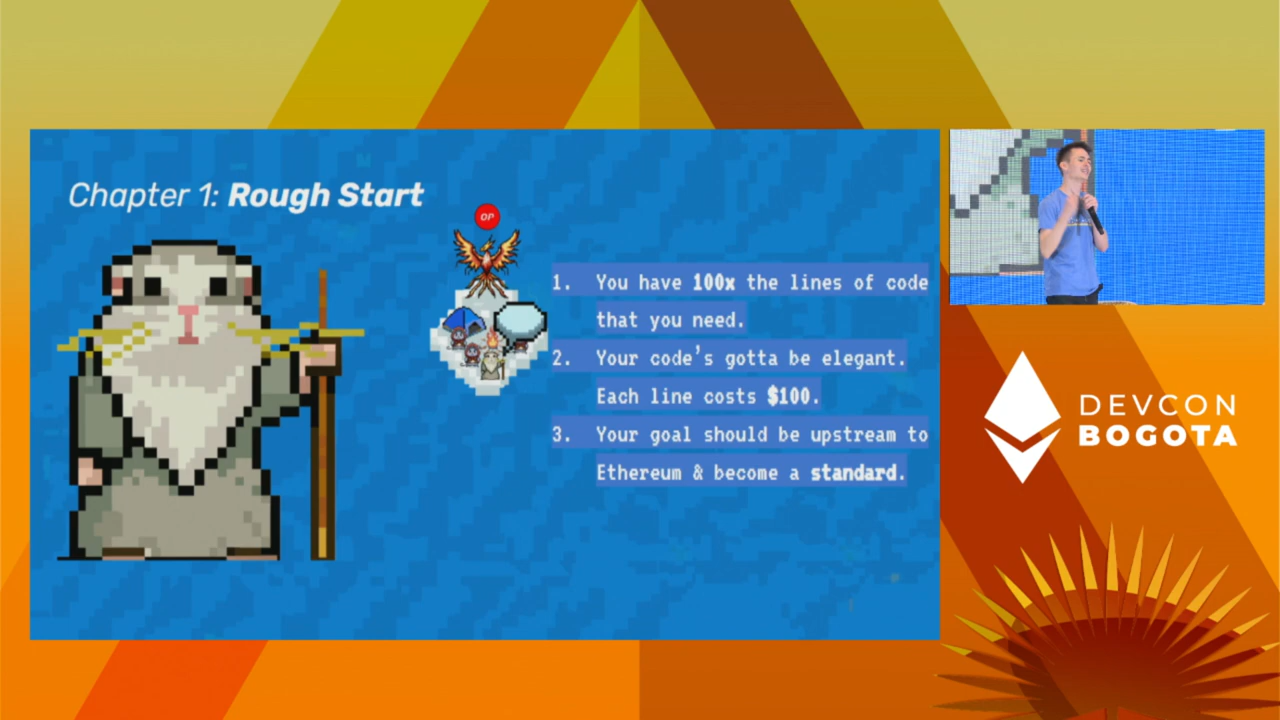 Chapter 1: Rough Start
OP
1. You have 100x the lines of code
that you need.
2. Your code's gotta be elegant.
Each line costs $100.
3. Your goal should be upstream to
Ethereum & become a standard.
DEVCON
BOGOTA